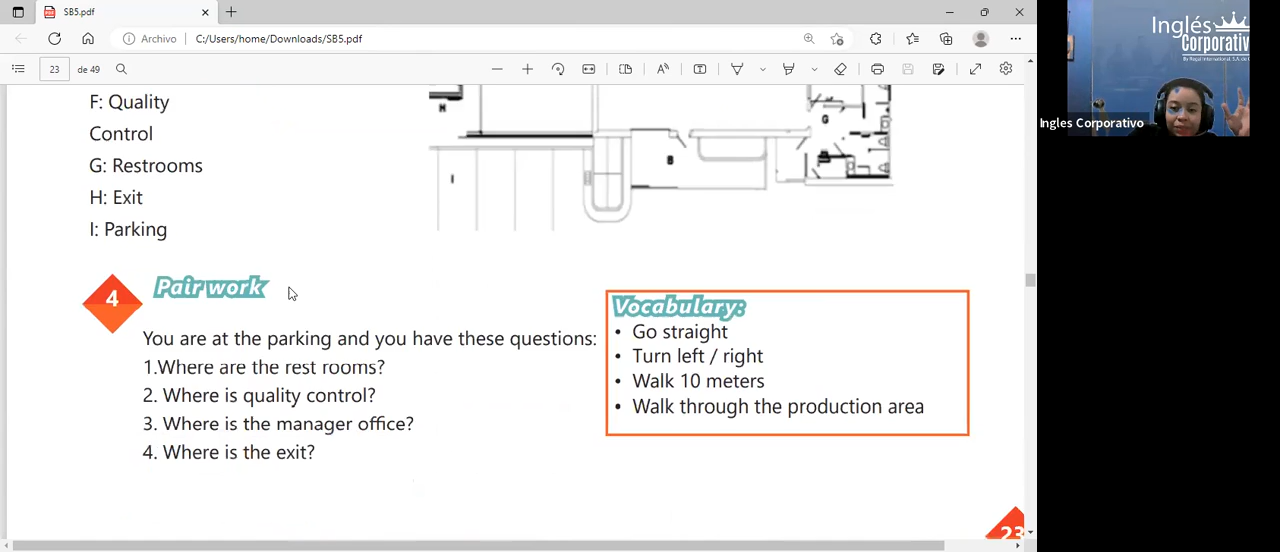 SB5.pdf
Archivo
C:/Users/home/Downloads/SB5.pdf
23
de 49
F: Quality
Control
G: Restrooms
H: Exit
I: Parking
H
I
B
G
4
Pair work
You are at the parking and you have these questions:
1.Where are the rest rooms?
2. Where is quality control?
3. Where is the manager office?
4. Where is the exit?
Vocabulary:
• Go straight
• Turn left / right
• Walk 10 meters
• Walk through the production area
23
Inglés
Corporativ
Ingles Corporativo